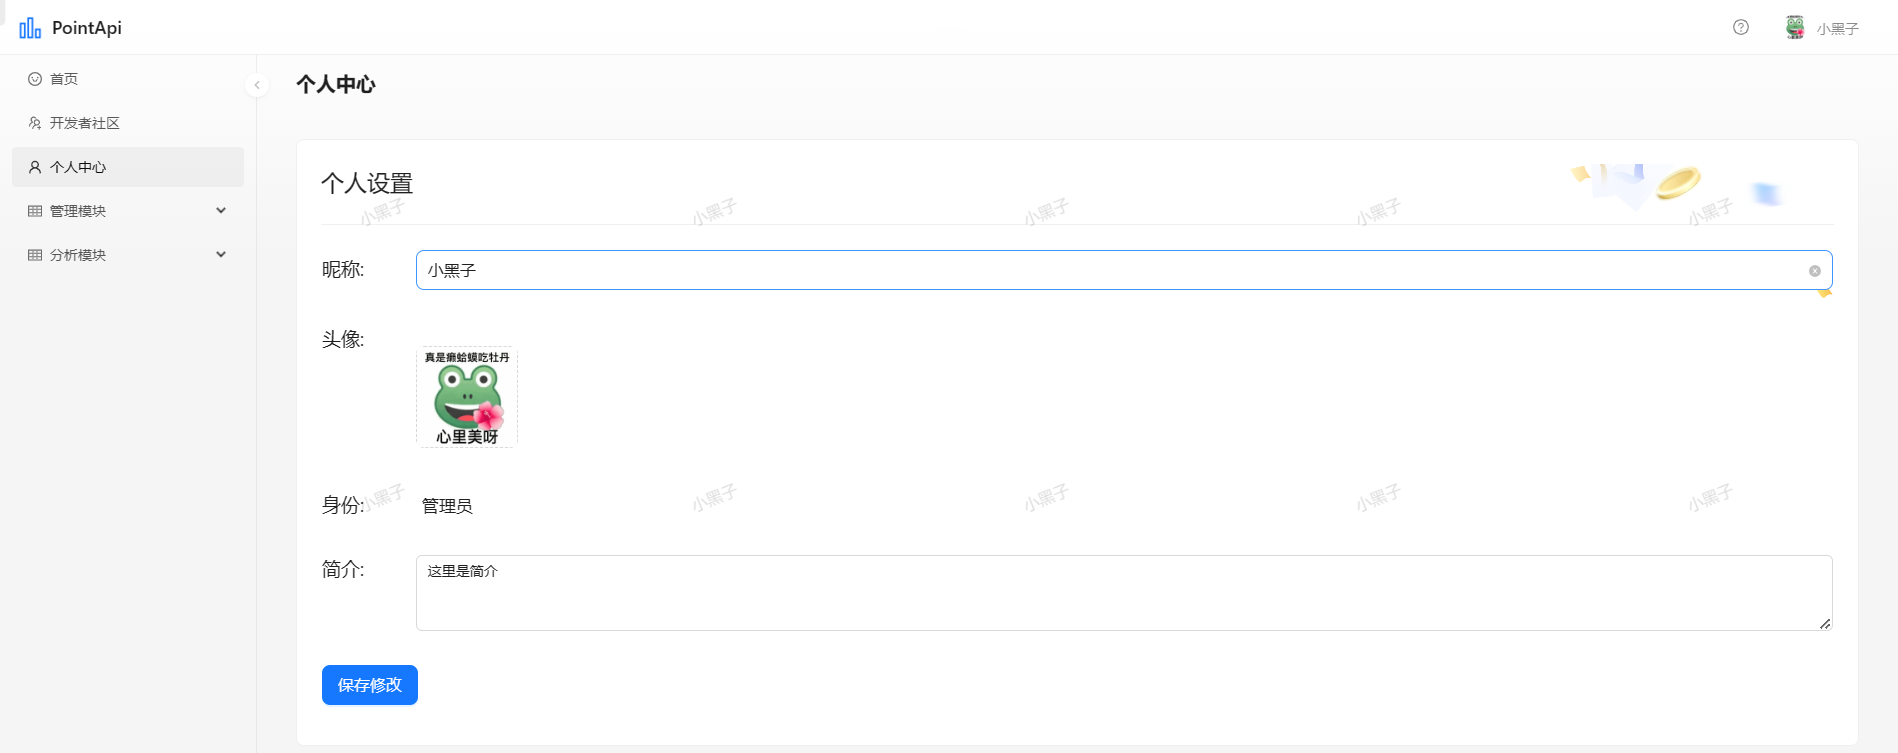 PointApi
小黑子
首页
开发者社区
个人中心
管理模块
分析模块
个人中心
个人设置
小黑子 小黑子 小黑子 小黑子 小黑子
昵称: 小黑子
头像:
真是癞蛤蟆吃牡丹
心里美呀
身份: 管理员
小黑子 小黑子 小黑子 小黑子 小黑子
简介: 这里是简介
保存修改